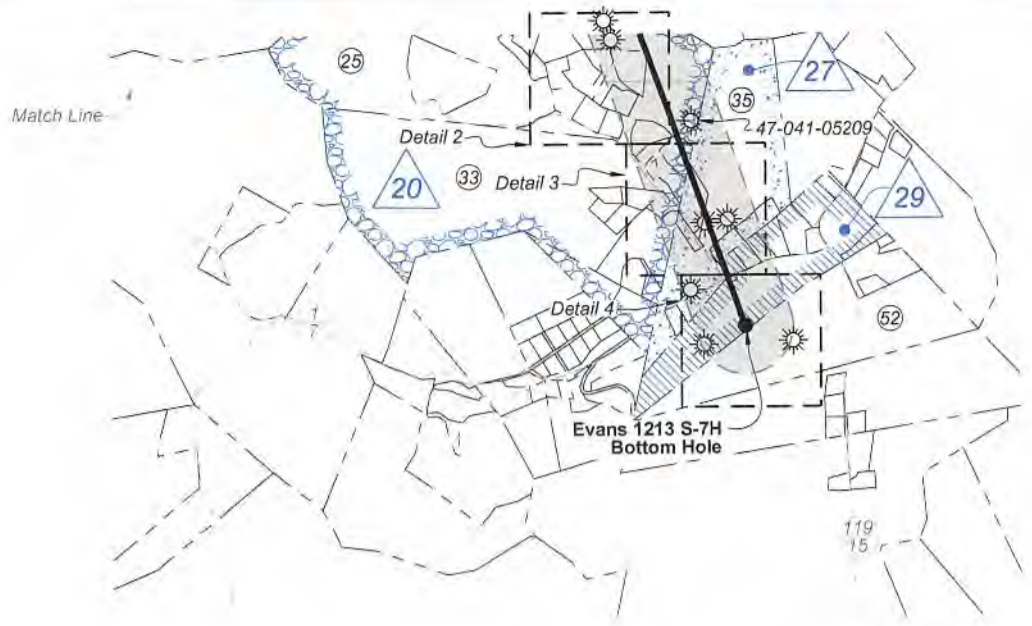 25
27
35
Match Line
47-041-05209
Detail 2
20
33
Detail 3
29
Detail 4
52
Evans 1213 S-7H
Bottom Hole
119
15